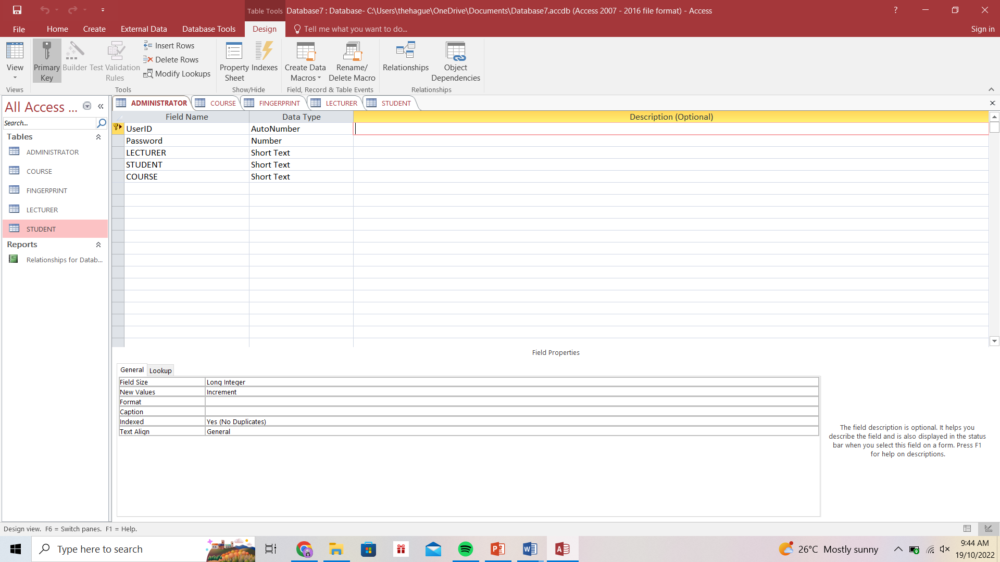 Table Tools
Database7 : Database- C:\Users\thehague\OneDrive\Documents\Database7.accdb (Access 2007 - 2016 file format) - Access
?
File
Home
Create
External Data
Database Tools
Design
Tell me what you want to do...
Sign in
View
Primary Key
Builder
Test Validation Rules
Insert Rows
Delete Rows
Modify Lookups
Property Sheet
Indexes
Create Data Macros
Rename/ Delete Macro
Relationships
Object Dependencies
Views
Tools
Show/Hide
Field, Record & Table Events
Relationships
All Access ...
Search...
Tables
ADMINISTRATOR
COURSE
FINGERPRINT
LECTURER
STUDENT
Reports
Relationships for Datab...
ADMINISTRATOR
COURSE
FINGERPRINT
LECTURER
STUDENT
Field Name Data Type Description (Optional)
UserID AutoNumber
Password Number
LECTURER Short Text
STUDENT Short Text
COURSE Short Text
Field Properties
General
Lookup
Field Size Long Integer
New Values Increment
Format
Caption
Indexed Yes (No Duplicates)
Text Align General
The field description is optional. It helps you
describe the field and is also displayed in the status
bar when you select this field on a form. Press F1
for help on descriptions.
Design view. F6 = Switch panes. F1 = Help.
Type here to search
26°C Mostly sunny
9:44 AM
19/10/2022